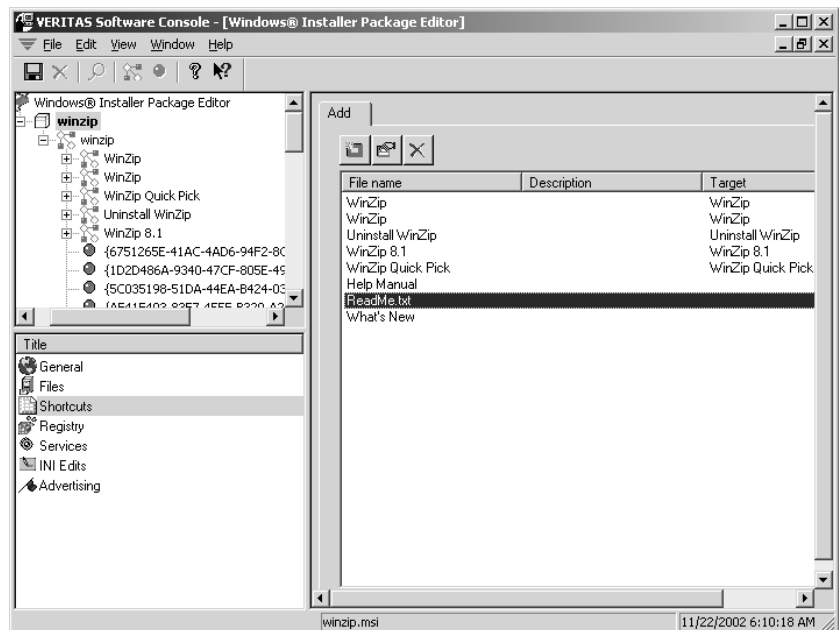 VERITAS Software Console - [Windows® Installer Package Editor]
File Edit View Window Help
Windows® Installer Package Editor
winzip
winzip
WinZip
WinZip
WinZip Quick Pick
Uninstall WinZip
WinZip 8.1
{6751265E-41AC-4AD6-94F2-8C
{1D2D486A-9340-47CF-805E-49
{5C035198-51DA-44EA-B424-03
Title
General
Files
Shortcuts
Registry
Services
INI Edits
Advertising
Add
File name Description Target
WinZip WinZip
WinZip WinZip
Uninstall WinZip Uninstall WinZip
WinZip 8.1 WinZip 8.1
WinZip Quick Pick WinZip Quick Pick
Help Manual
ReadMe.txt
What's New
winzip.msi 11/22/2002 6:10:18 AM